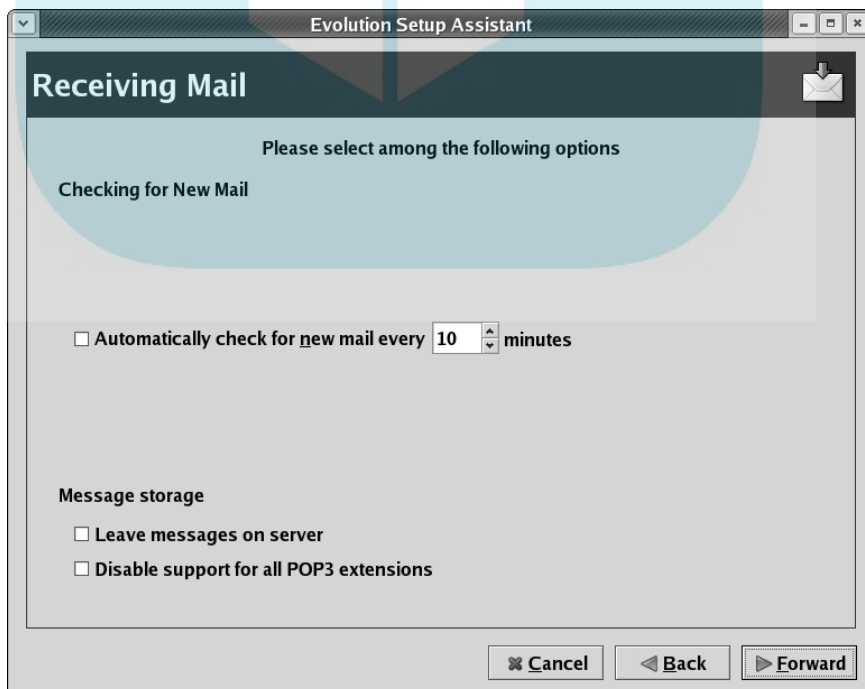 Evolution Setup Assistant
Receiving Mail
Please select among the following options
Checking for New Mail
Automatically check for new mail every 10 minutes
Message storage
Leave messages on server
Disable support for all POP3 extensions
Cancel Back Forward